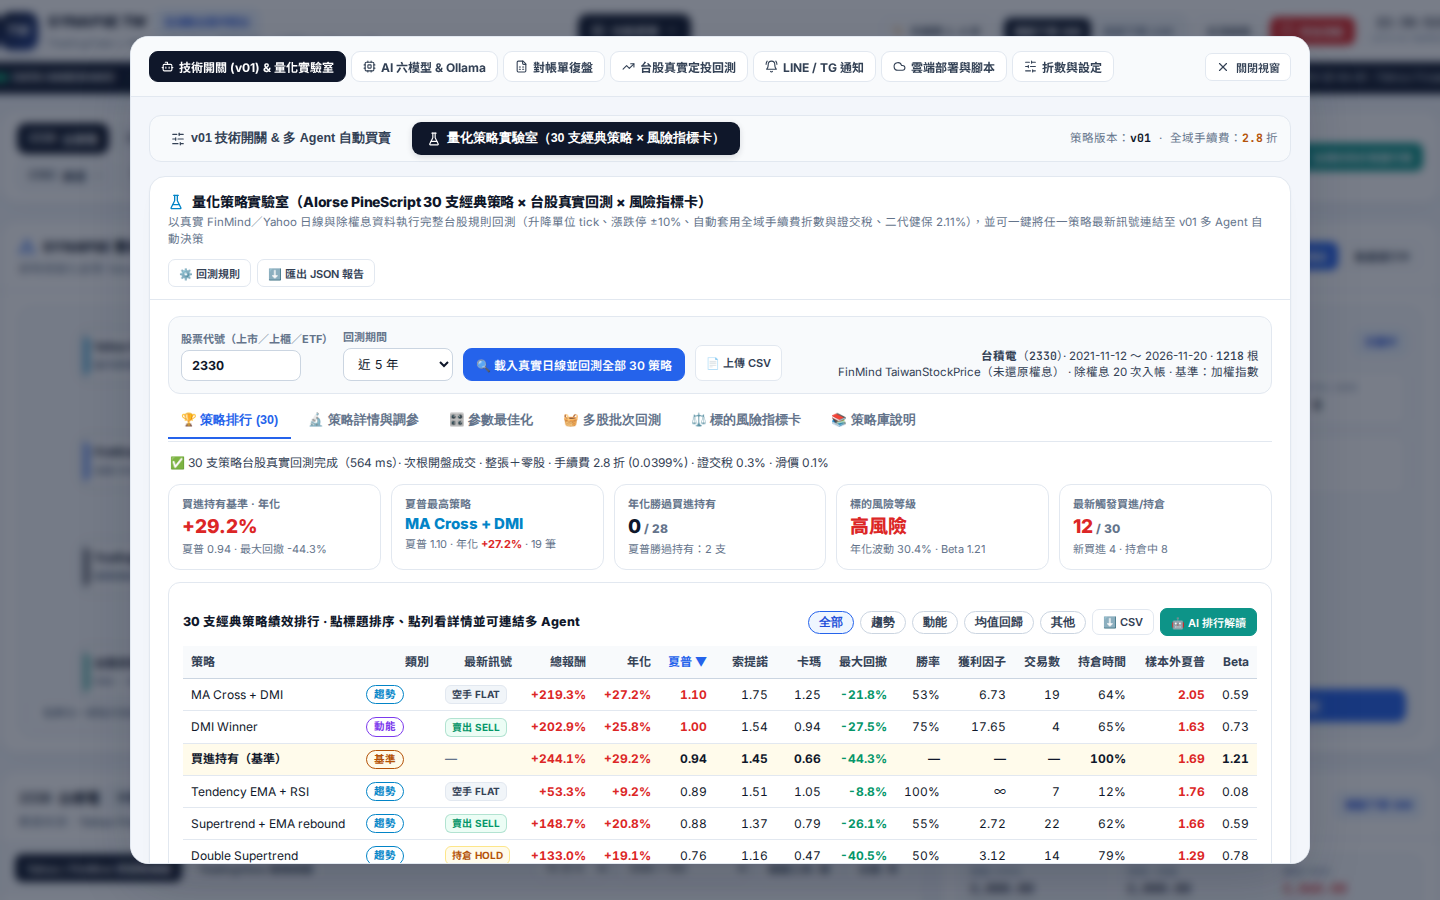 技術開關 (v01) & 量化實驗室
AI 六模型 & Ollama
對帳單復盤
台股真實定投回測
LINE / TG 通知
雲端部署與腳本
折數與設定
關閉視窗
v01 技術開關 & 多 Agent 自動買賣
量化策略實驗室（30 支經典策略 × 風險指標卡）
策略版本：v01 · 全域手續費：2.8 折
量化策略實驗室（Alorse PineScript 30 支經典策略 × 台股真實回測 × 風險指標卡）
以真實 FinMind／Yahoo 日線與除權息資料執行完整台股規則回測（升降單位 tick、漲跌停 ±10%、自動套用全域手續費折數與證交稅、二代健保 2.11%），並可一鍵將任一策略最新訊號連結至 v01 多 Agent 自
動決策
⚙️ 回測規則
⬇️ 匯出 JSON 報告
股票代號（上市／上櫃／ETF）
回測期間
2330
近 5 年
🔍 載入真實日線並回測全部 30 策略
📄 上傳 CSV
台積電（2330）· 2021-11-12 ～ 2026-11-20 · 1218 根
FinMind TaiwanStockPrice（未還原權息） · 除權息 20 次入帳 · 基準：加權指數
🏆 策略排行 (30)
🔬 策略詳情與調參
🎛️ 參數最佳化
🧺 多股批次回測
⚖️ 標的風險指標卡
📚 策略庫說明
✅ 30 支策略台股真實回測完成（564 ms）· 次根開盤成交 · 整張＋零股 · 手續費 2.8 折 (0.0399%) · 證交稅 0.3% · 滑價 0.1%
買進持有基準 · 年化
+29.2%
夏普 0.94 · 最大回撤 -44.3%
夏普最高策略
MA Cross + DMI
夏普 1.10 · 年化 +27.2% · 19 筆
年化勝過買進持有
0 / 28
夏普勝過持有：2 支
標的風險等級
高風險
年化波動 30.4% · Beta 1.21
最新觸發買進/持倉
12 / 30
新買進 4 · 持倉中 8
30 支經典策略績效排行 · 點標題排序、點列看詳情並可連結多 Agent
全部
趨勢
動能
均值回歸
其他
⬇️ CSV
🤖 AI 排行解讀
策略 類別 最新訊號 總報酬 年化 夏普 ▼ 索提諾 卡瑪 最大回撤 勝率 獲利因子 交易數 持倉時間 樣本外夏普 Beta
MA Cross + DMI 趨勢 空手 FLAT +219.3% +27.2% 1.10 1.75 1.25 -21.8% 53% 6.73 19 64% 2.05 0.59
DMI Winner 動能 賣出 SELL +202.9% +25.8% 1.00 1.54 0.94 -27.5% 75% 17.65 4 65% 1.63 0.73
買進持有（基準） 基準 — +244.1% +29.2% 0.94 1.45 0.66 -44.3% — — — 100% 1.69 1.21
Tendency EMA + RSI 趨勢 空手 FLAT +53.3% +9.2% 0.89 1.51 1.05 -8.8% 100% ∞ 7 12% 1.76 0.08
Supertrend + EMA rebound 趨勢 賣出 SELL +148.7% +20.8% 0.88 1.37 0.79 -26.1% 55% 2.72 22 62% 1.66 0.59
Double Supertrend 趨勢 持倉 HOLD +133.0% +19.1% 0.76 1.16 0.47 -40.5% 50% 3.12 14 79% 1.29 0.78